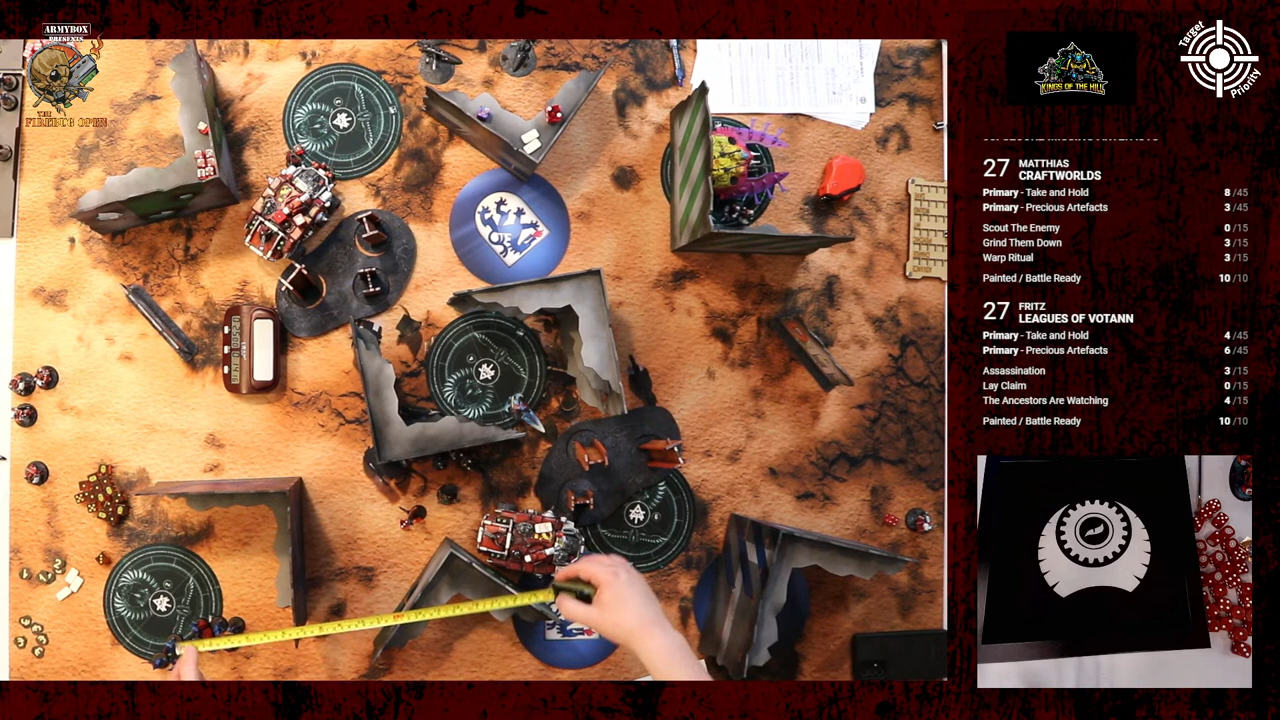 ARMYBOX
PRESENTS
THE
FIREBUG OPEN
KINGS OF THE HILL
Target
Priority
27 MATTHIAS
CRAFTWORLDS
Primary - Take and Hold 8 /45
Primary - Precious Artefacts 3 /45
Scout The Enemy 0 /15
Grind Them Down 3 /15
Warp Ritual 3 /15
Painted / Battle Ready 10 /10
27 FRITZ
LEAGUES OF VOTANN
Primary - Take and Hold 4 /45
Primary - Precious Artefacts 6 /45
Assassination 3 /15
Lay Claim 0 /15
The Ancestors Are Watching 4 /15
Painted / Battle Ready 10 /10